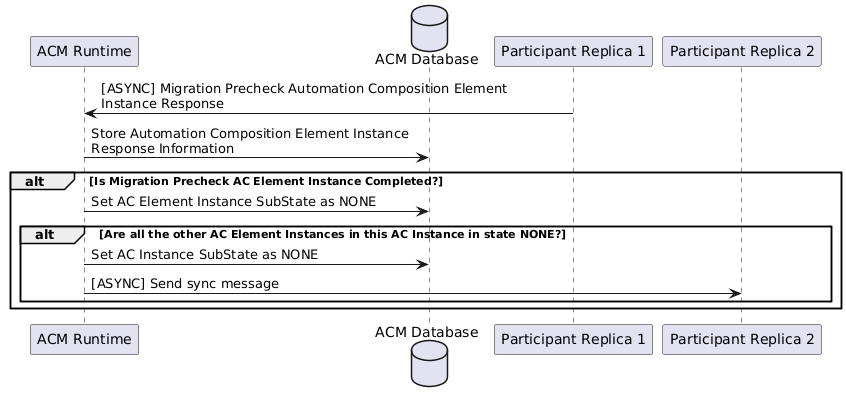 ACM Runtime
ACM Database
Participant Replica 1
Participant Replica 2
[ASYNC] Migration Precheck Automation Composition Element
Instance Response
Store Automation Composition Element Instance
Response Information
alt
[Is Migration Precheck AC Element Instance Completed?]
Set AC Element Instance SubState as NONE
alt
[Are all the other AC Element Instances in this AC Instance in state NONE?]
Set AC Instance SubState as NONE
[ASYNC] Send sync message
ACM Runtime
ACM Database
Participant Replica 1
Participant Replica 2